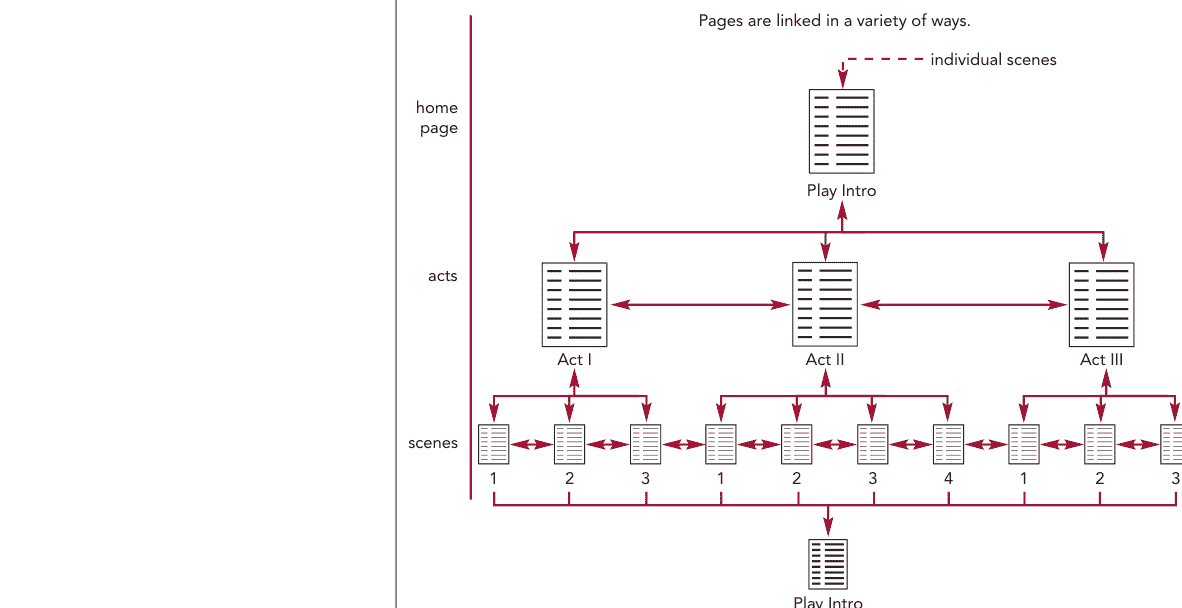 Pages are linked in a variety of ways.
individual scenes
home
page
Play Intro
acts
Act I Act II Act III
scenes
1 2 3 1 2 3 4 1 2 3
Play Intro